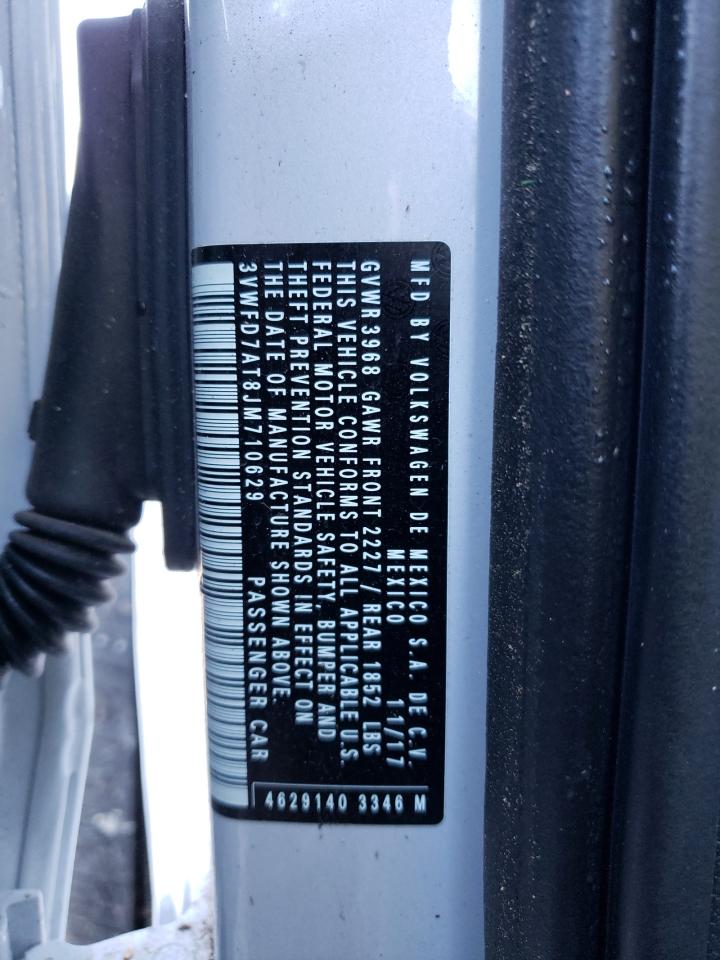 MFD BY VOLKSWAGEN DE MEXICO S.A. DE C.V.
MEXICO 11/17
GVWR 3968 GAWR FRONT 2227 / REAR 1852 LBS
THIS VEHICLE CONFORMS TO ALL APPLICABLE U.S.
FEDERAL MOTOR VEHICLE SAFETY, BUMPER AND
THEFT PREVENTION STANDARDS IN EFFECT ON
THE DATE OF MANUFACTURE SHOWN ABOVE.
3VWFD7AT8JM710629 PASSENGER CAR
4629140 3346 M